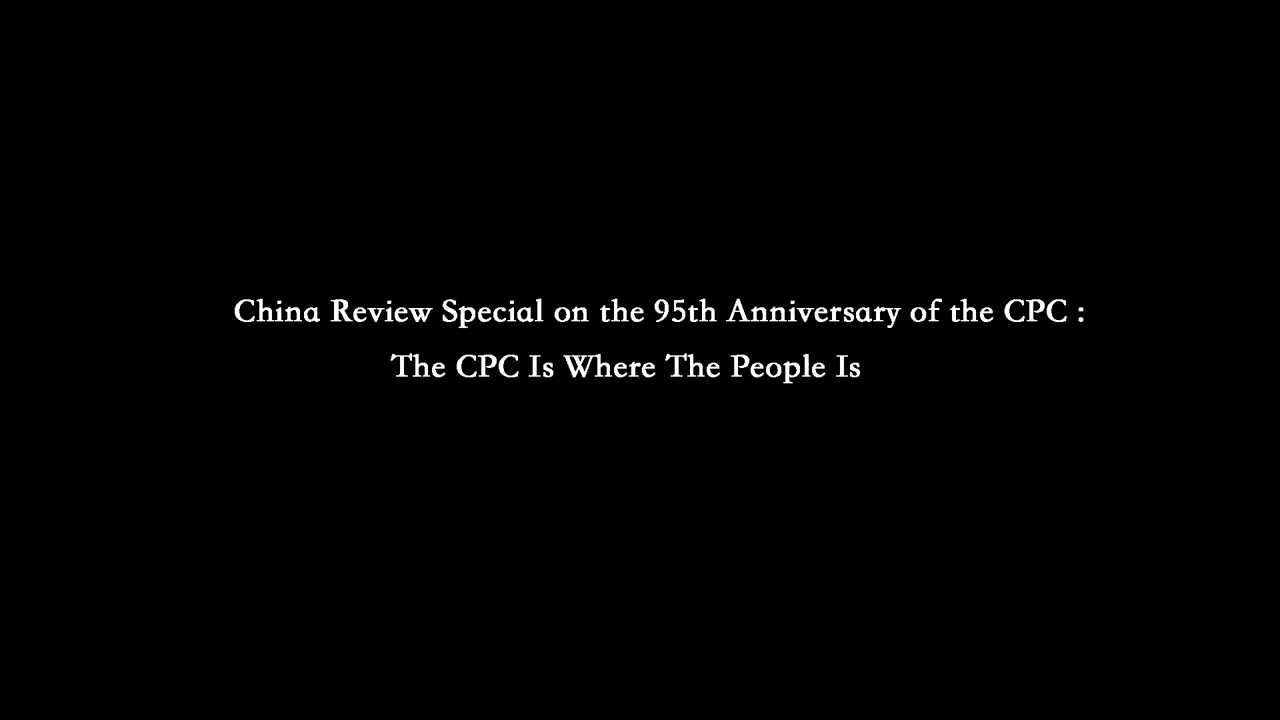 China Review Special on the 95th Anniversary of the CPC :
The CPC Is Where The People Is